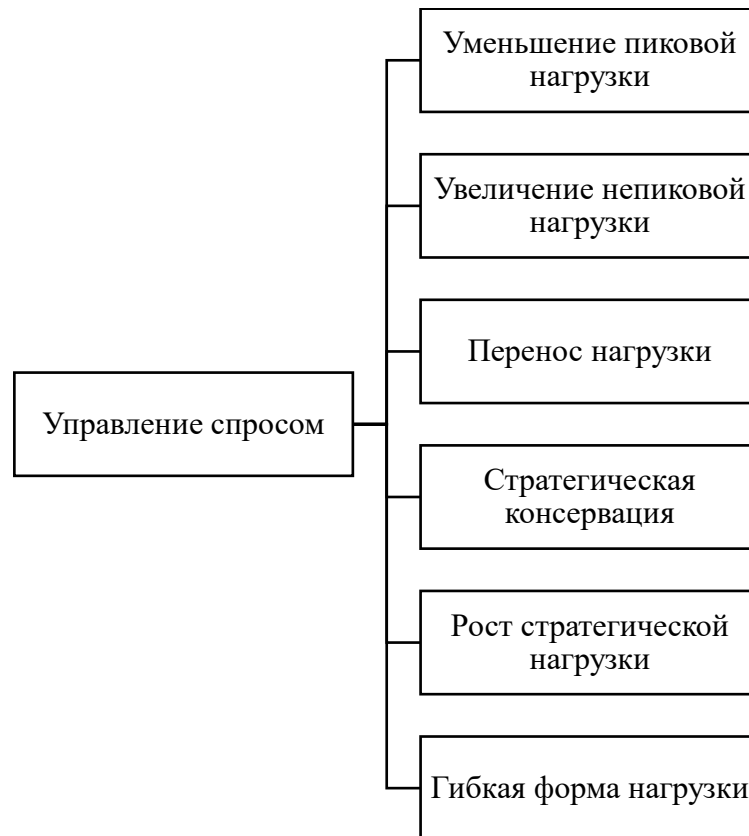 Уменьшение пиковой
нагрузки
Увеличение непиковой
нагрузки
Перенос нагрузки
Управление спросом
Стратегическая
консервация
Рост стратегической
нагрузки
Гибкая форма нагрузки